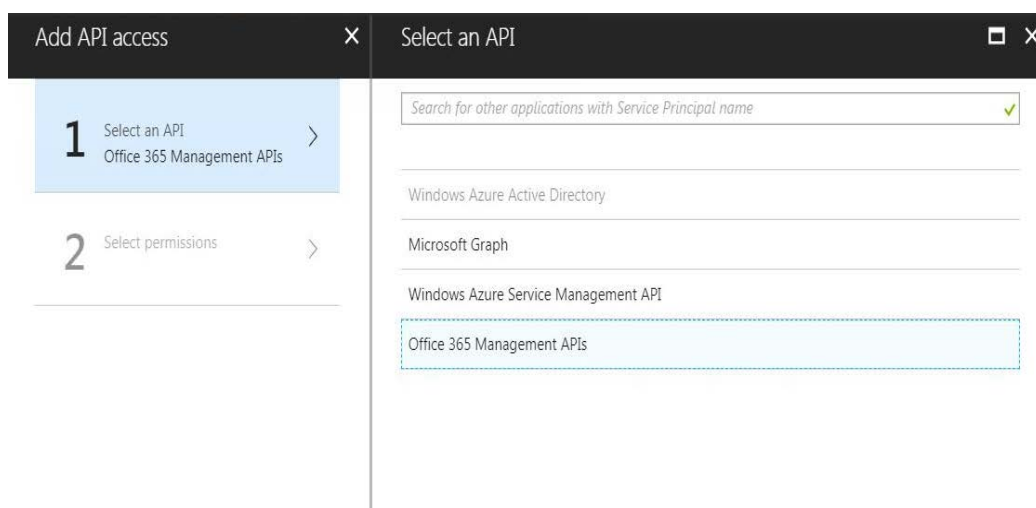 Add API access
Select an API
1
Select an API
Office 365 Management APIs
2
Select permissions
Search for other applications with Service Principal name
Windows Azure Active Directory
Microsoft Graph
Windows Azure Service Management API
Office 365 Management APIs